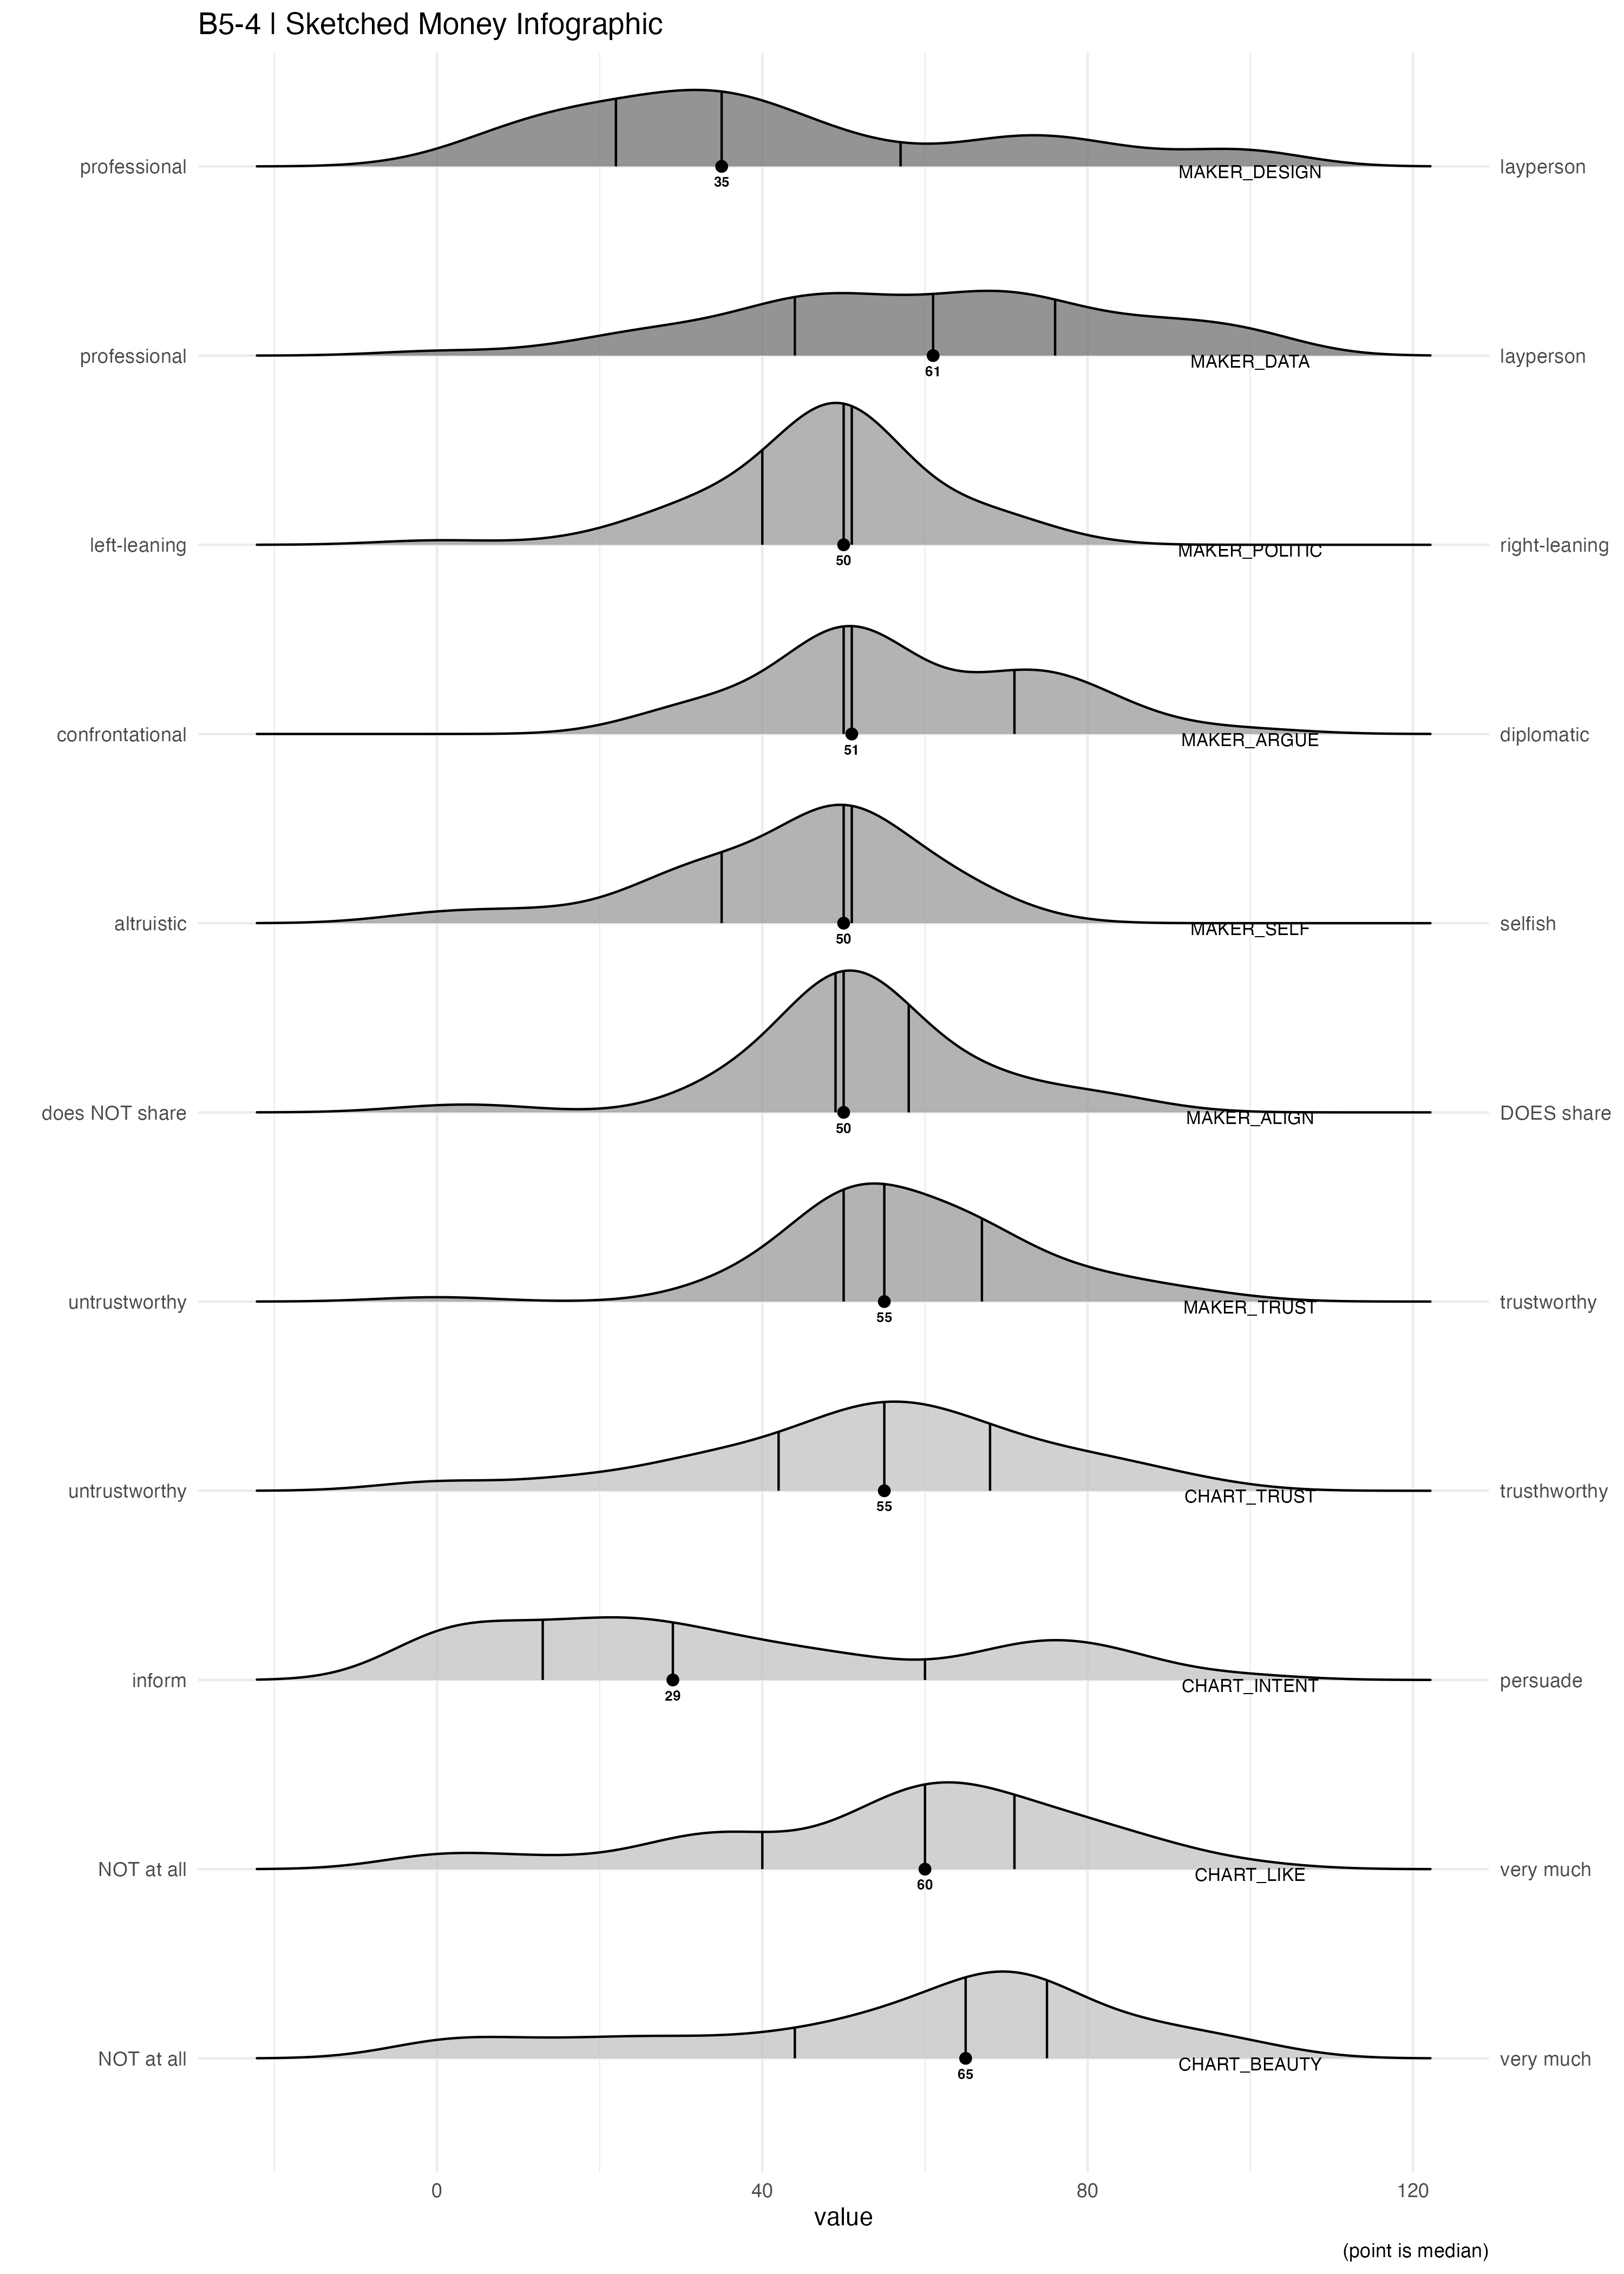 B5-4 | Sketched Money Infographic
professional
layperson
MAKER_DESIGN
35
professional
layperson
MAKER_DATA
61
left-leaning
right-leaning
MAKER_POLITIC
50
confrontational
diplomatic
MAKER_ARGUE
51
altruistic
selfish
MAKER_SELF
50
does NOT share
DOES share
MAKER_ALIGN
50
untrustworthy
trustworthy
MAKER_TRUST
55
untrustworthy
trusthworthy
CHART_TRUST
55
inform
persuade
CHART_INTENT
29
NOT at all
very much
CHART_LIKE
60
NOT at all
very much
CHART_BEAUTY
65
0 40 80 120
value
(point is median)